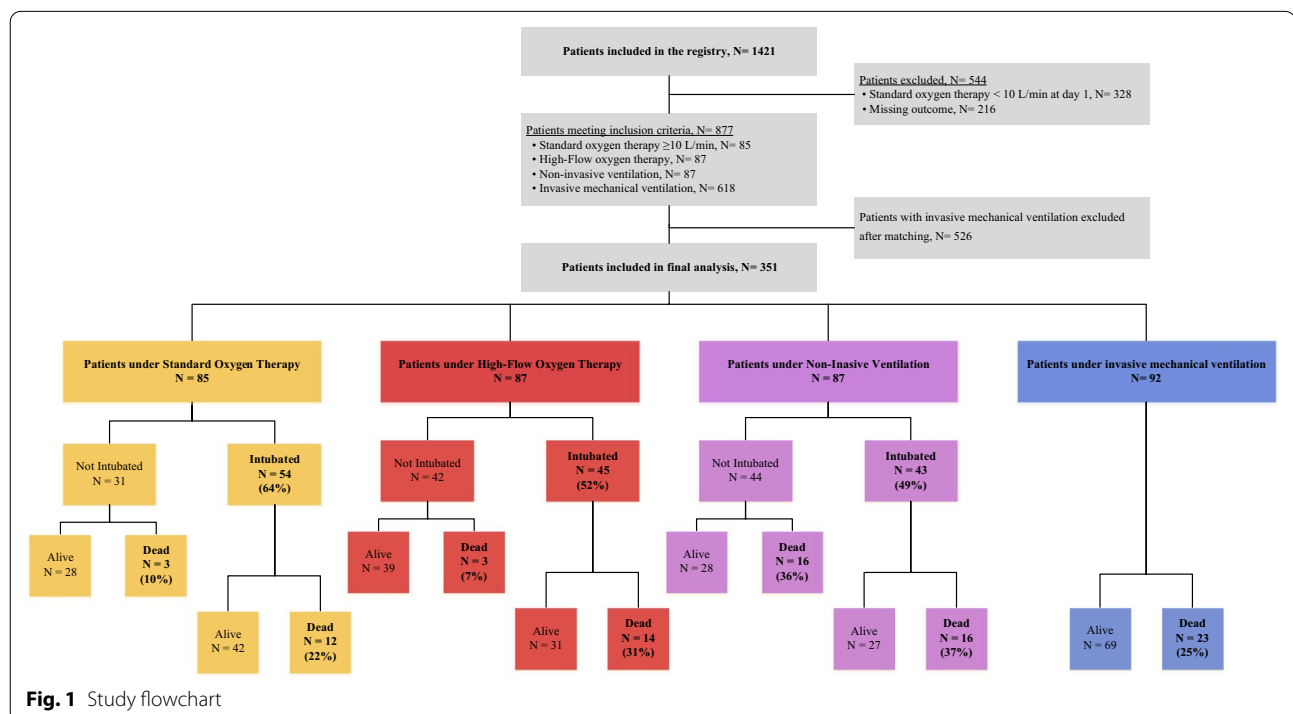 Patients included in the registry, N= 1421
Patients excluded, N= 544
• Standard oxygen therapy < 10 L/min at day 1, N= 328
• Missing outcome, N= 216
Patients meeting inclusion criteria, N= 877
• Standard oxygen therapy ≥10 L/min, N= 85
• High-Flow oxygen therapy, N= 87
• Non-invasive ventilation, N= 87
• Invasive mechanical ventilation, N= 618
Patients with invasive mechanical ventilation excluded
after matching, N= 526
Patients included in final analysis, N= 351
Patients under Standard Oxygen Therapy
N = 85
Patients under High-Flow Oxygen Therapy
N = 87
Patients under Non-Inasive Ventilation
N = 87
Patients under invasive mechanical ventilation
N= 92
Not Intubated
N = 31
Intubated
N = 54
(64%)
Not Intubated
N = 42
Intubated
N = 45
(52%)
Not Intubated
N = 44
Intubated
N = 43
(49%)
Alive
N = 28
Dead
N = 3
(10%)
Alive
N = 39
Dead
N = 3
(7%)
Alive
N = 28
Dead
N = 16
(36%)
Alive
N = 42
Dead
N = 12
(22%)
Alive
N = 31
Dead
N = 14
(31%)
Alive
N = 27
Dead
N = 16
(37%)
Alive
N = 69
Dead
N = 23
(25%)
Fig. 1 Study flowchart